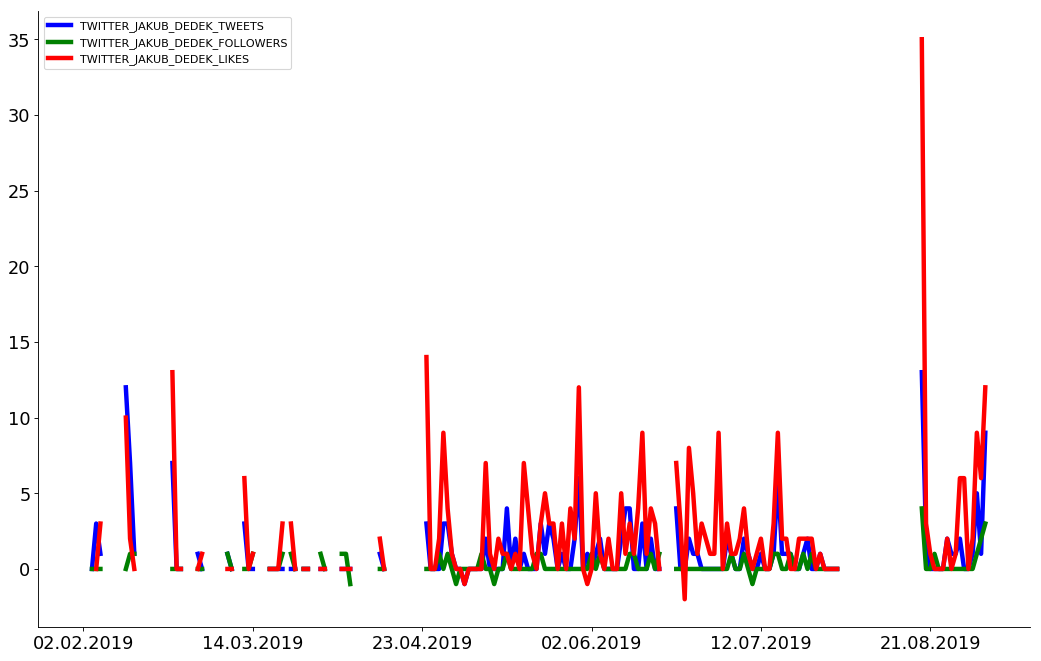 TWITTER_JAKUB_DEDEK_TWEETS
TWITTER_JAKUB_DEDEK_FOLLOWERS
TWITTER_JAKUB_DEDEK_LIKES
35
30
25
20
15
10
5
0
02.02.2019 14.03.2019 23.04.2019 02.06.2019 12.07.2019 21.08.2019